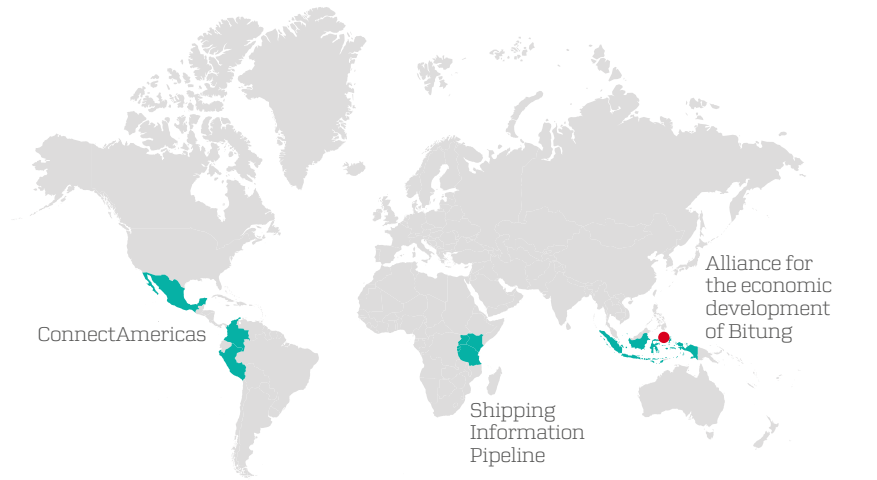 ConnectAmericas
Shipping
Information
Pipeline
Alliance for
the economic
development
of Bitung